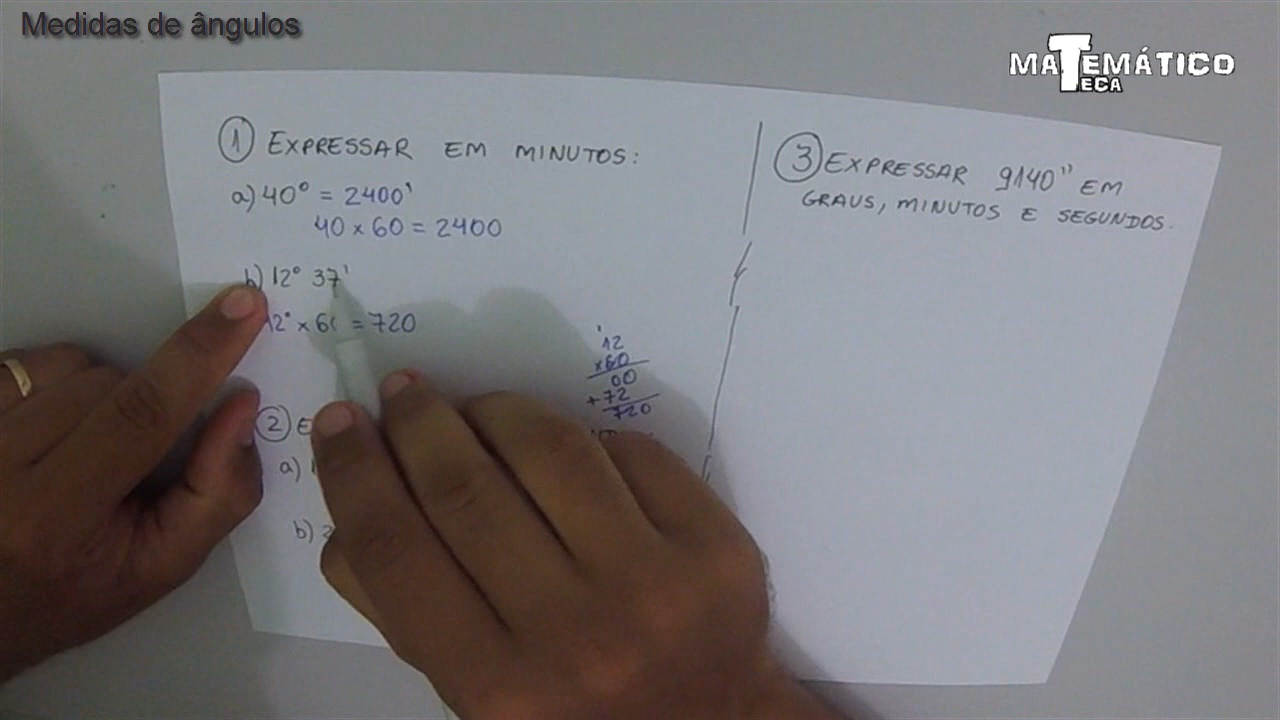 Medidas de ângulos
MATEMÁTICO
TECA
1 EXPRESSAR EM MINUTOS:
a) 40° = 2400'
40 x 60 = 2400
b) 12° 37'
12° x 60 = 720
12
x60
00
+72
720
2
a)
b)
3 EXPRESSAR 9140" EM
GRAUS, MINUTOS E SEGUNDOS.